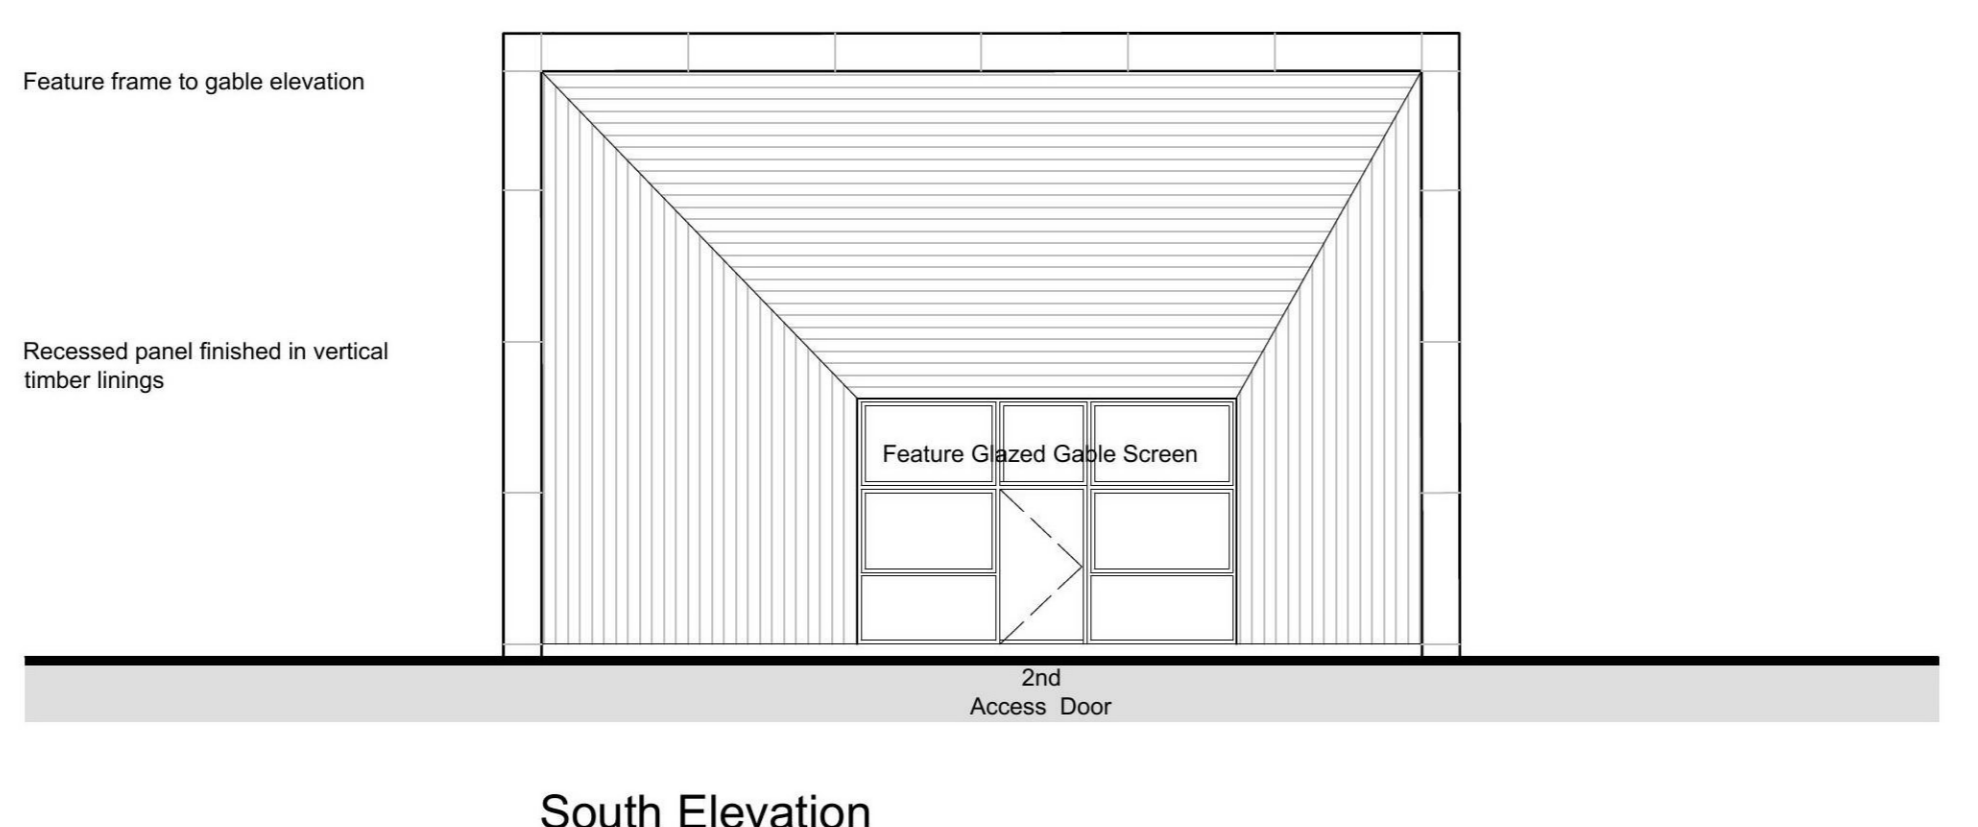 Feature frame to gable elevation
Recessed panel finished in vertical
timber linings
Feature Glazed Gable Screen
2nd
Access Door
South Elevation